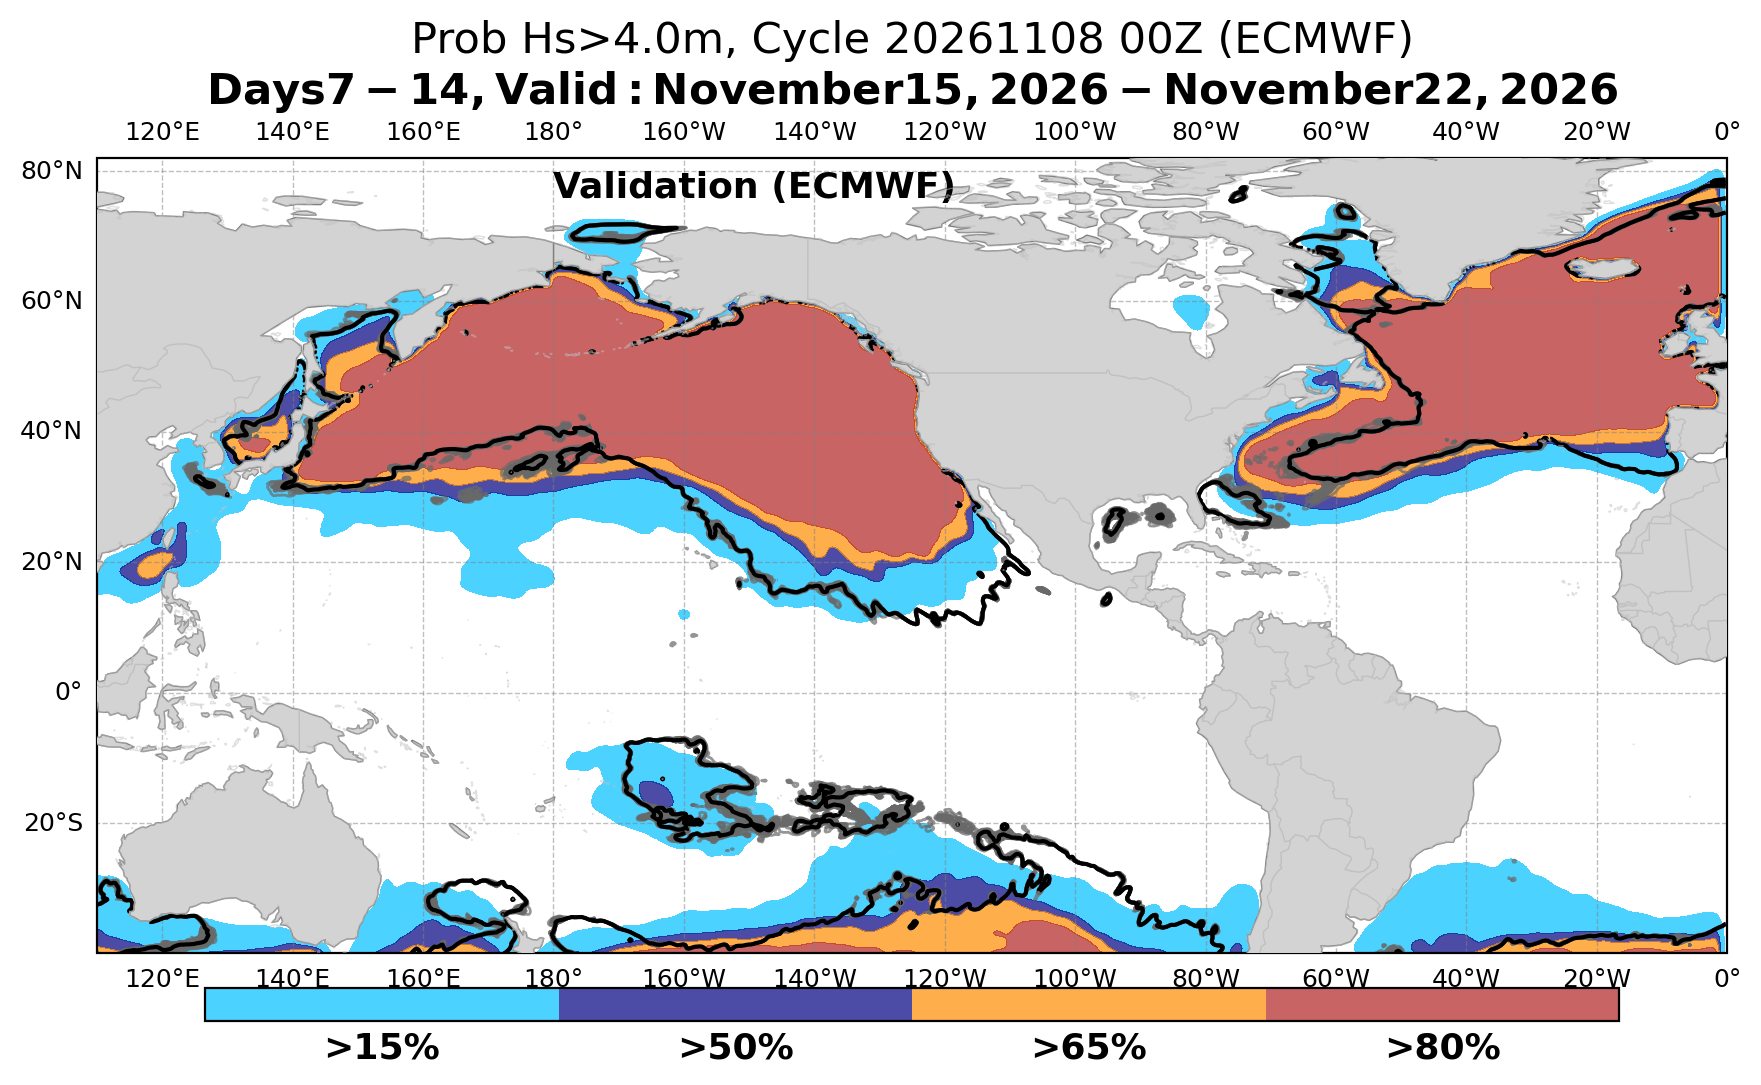 Prob Hs>4.0m, Cycle 20261108 00Z (ECMWF)
Days7 − 14, Valid : November15, 2026 − November22, 2026
120°E 140°E 160°E 180° 160°W 140°W 120°W 100°W 80°W 60°W 40°W 20°W 0°
80°N
Validation (ECMWF)
60°N
40°N
20°N
0°
20°S
120°E 140°E 160°E 180° 160°W 140°W 120°W 100°W 80°W 60°W 40°W 20°W 0°
>15% >50% >65% >80%